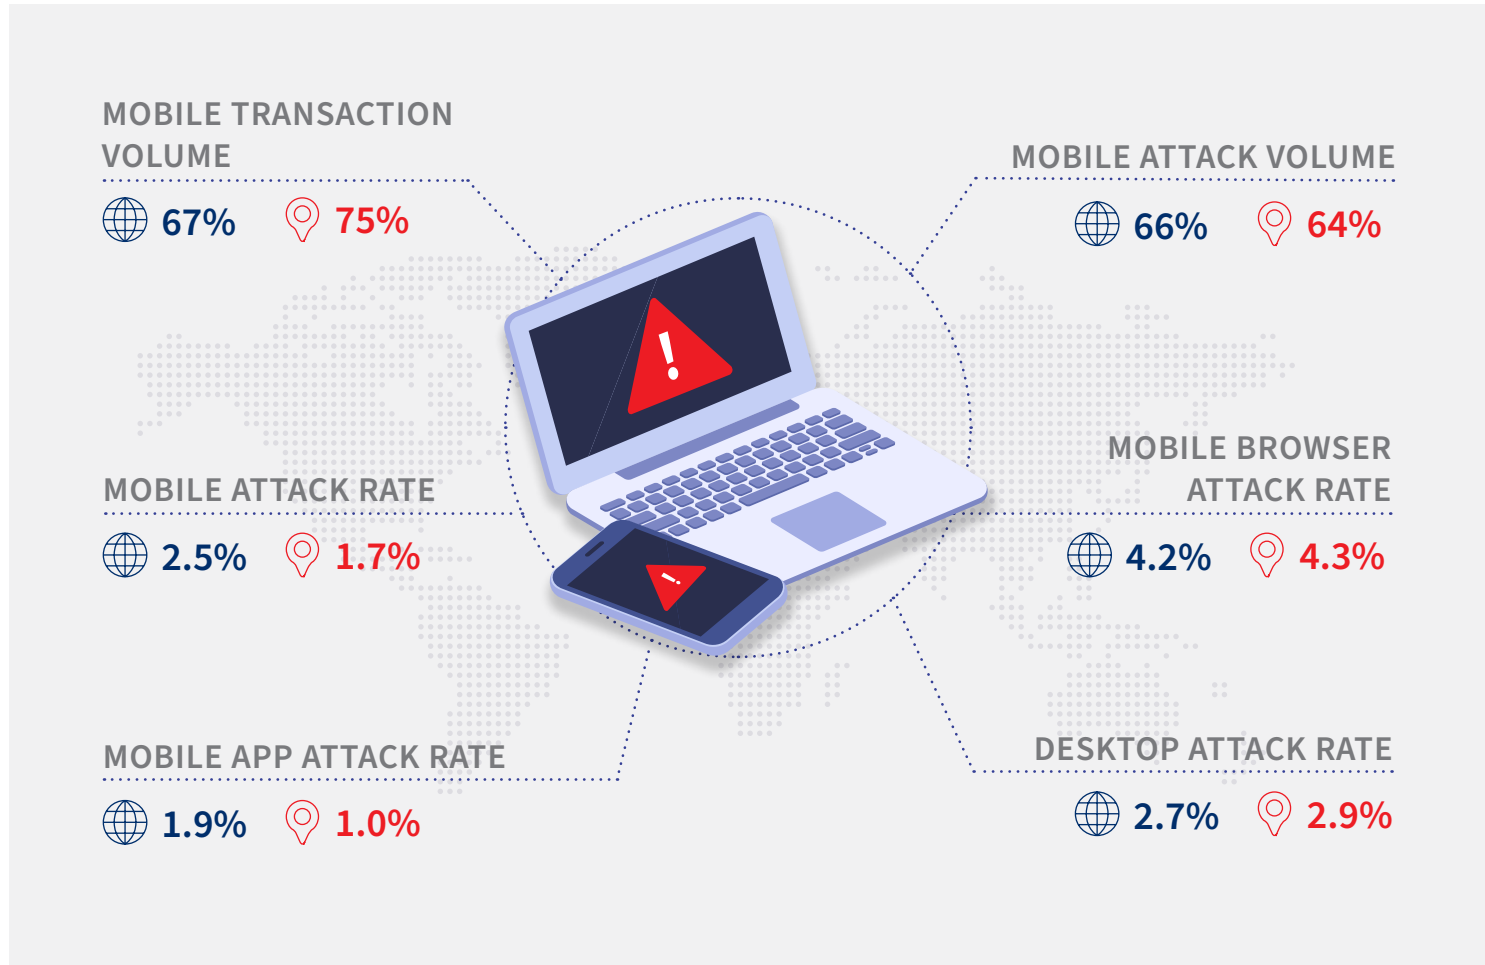 MOBILE TRANSACTION
VOLUME
67% 75%
MOBILE ATTACK VOLUME
66% 64%
MOBILE ATTACK RATE
2.5% 1.7%
MOBILE BROWSER
ATTACK RATE
4.2% 4.3%
MOBILE APP ATTACK RATE
1.9% 1.0%
DESKTOP ATTACK RATE
2.7% 2.9%